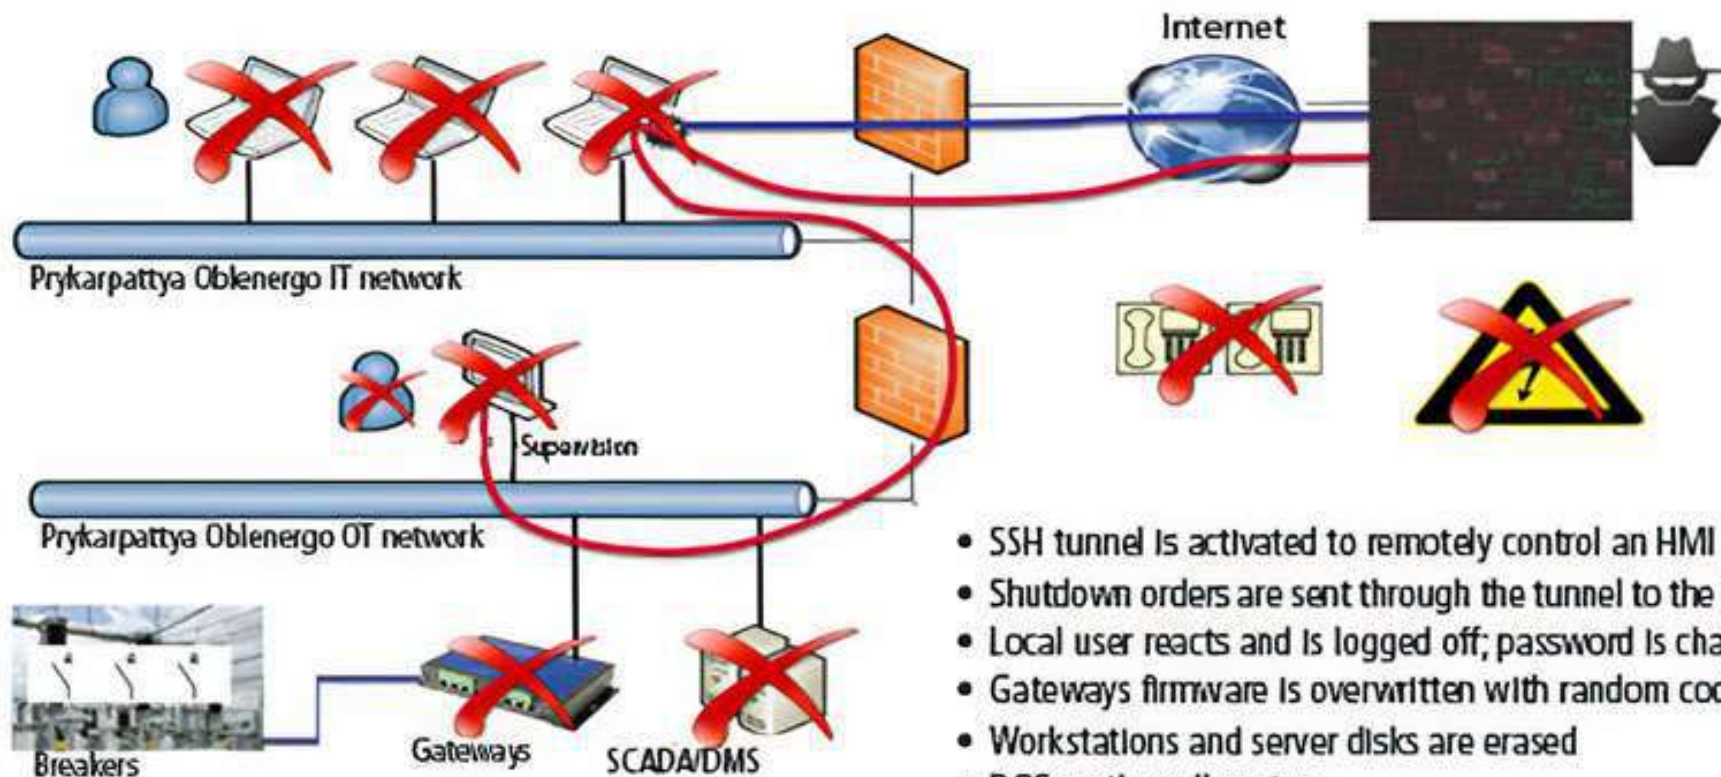 Internet
Prykarpattya Oblenergo IT network
Supervision
Prykarpattya Oblenergo OT network
Breakers
Gateways
SCADA/DMS
• SSH tunnel is activated to remotely control an HMI
• Shutdown orders are sent through the tunnel to the
• Local user reacts and is logged off; password is cha
• Gateways firmware is overwritten with random cod
• Workstations and server disks are erased